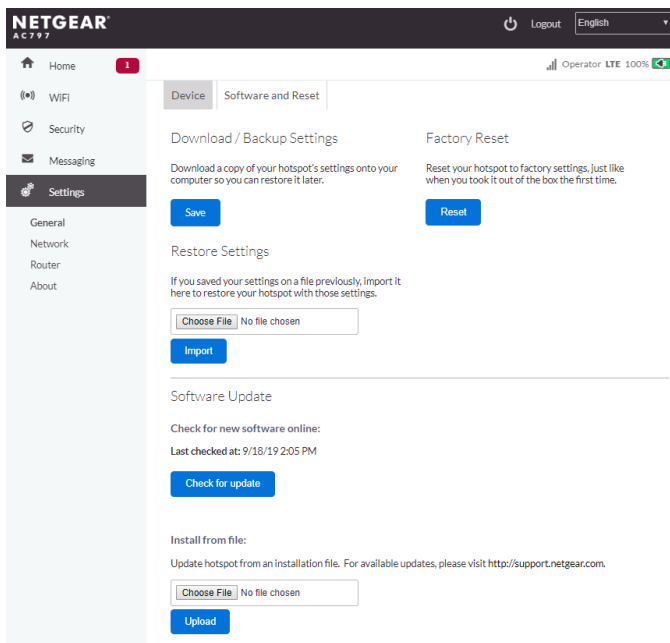 NETGEAR®
AC797
Logout
English
Home
1
Operator LTE 100%
WiFi
Security
Messaging
Settings
General
Network
Router
About
Device
Software and Reset
Download / Backup Settings
Download a copy of your hotspot's settings onto your
computer so you can restore it later.
Save
Factory Reset
Reset your hotspot to factory settings, just like
when you took it out of the box the first time.
Reset
Restore Settings
If you saved your settings on a file previously, import it
here to restore your hotspot with those settings.
Choose File No file chosen
Import
Software Update
Check for new software online:
Last checked at: 9/18/19 2:05 PM
Check for update
Install from file:
Update hotspot from an installation file. For available updates, please visit http://support.netgear.com.
Choose File No file chosen
Upload